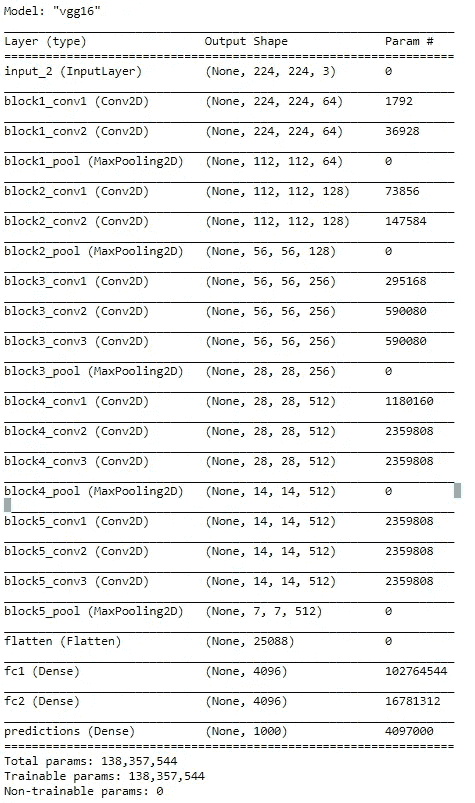 Model: "vgg16"
Layer (type) Output Shape Param #
input_2 (InputLayer) (None, 224, 224, 3) 0
block1_conv1 (Conv2D) (None, 224, 224, 64) 1792
block1_conv2 (Conv2D) (None, 224, 224, 64) 36928
block1_pool (MaxPooling2D) (None, 112, 112, 64) 0
block2_conv1 (Conv2D) (None, 112, 112, 128) 73856
block2_conv2 (Conv2D) (None, 112, 112, 128) 147584
block2_pool (MaxPooling2D) (None, 56, 56, 128) 0
block3_conv1 (Conv2D) (None, 56, 56, 256) 295168
block3_conv2 (Conv2D) (None, 56, 56, 256) 590080
block3_conv3 (Conv2D) (None, 56, 56, 256) 590080
block3_pool (MaxPooling2D) (None, 28, 28, 256) 0
block4_conv1 (Conv2D) (None, 28, 28, 512) 1180160
block4_conv2 (Conv2D) (None, 28, 28, 512) 2359808
block4_conv3 (Conv2D) (None, 28, 28, 512) 2359808
block4_pool (MaxPooling2D) (None, 14, 14, 512) 0
block5_conv1 (Conv2D) (None, 14, 14, 512) 2359808
block5_conv2 (Conv2D) (None, 14, 14, 512) 2359808
block5_conv3 (Conv2D) (None, 14, 14, 512) 2359808
block5_pool (MaxPooling2D) (None, 7, 7, 512) 0
flatten (Flatten) (None, 25088) 0
fc1 (Dense) (None, 4096) 102764544
fc2 (Dense) (None, 4096) 16781312
predictions (Dense) (None, 1000) 4097000
Total params: 138,357,544
Trainable params: 138,357,544
Non-trainable params: 0